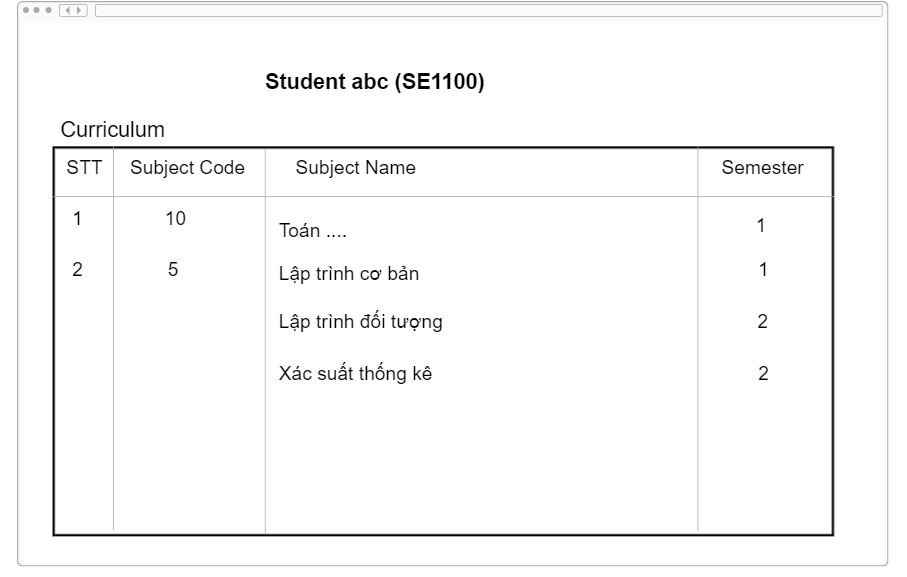 Student abc (SE1100)
Curriculum
STT Subject Code Subject Name Semester
1 10 Toán .... 1
2 5 Lập trình cơ bản 1
Lập trình đối tượng 2
Xác suất thống kê 2